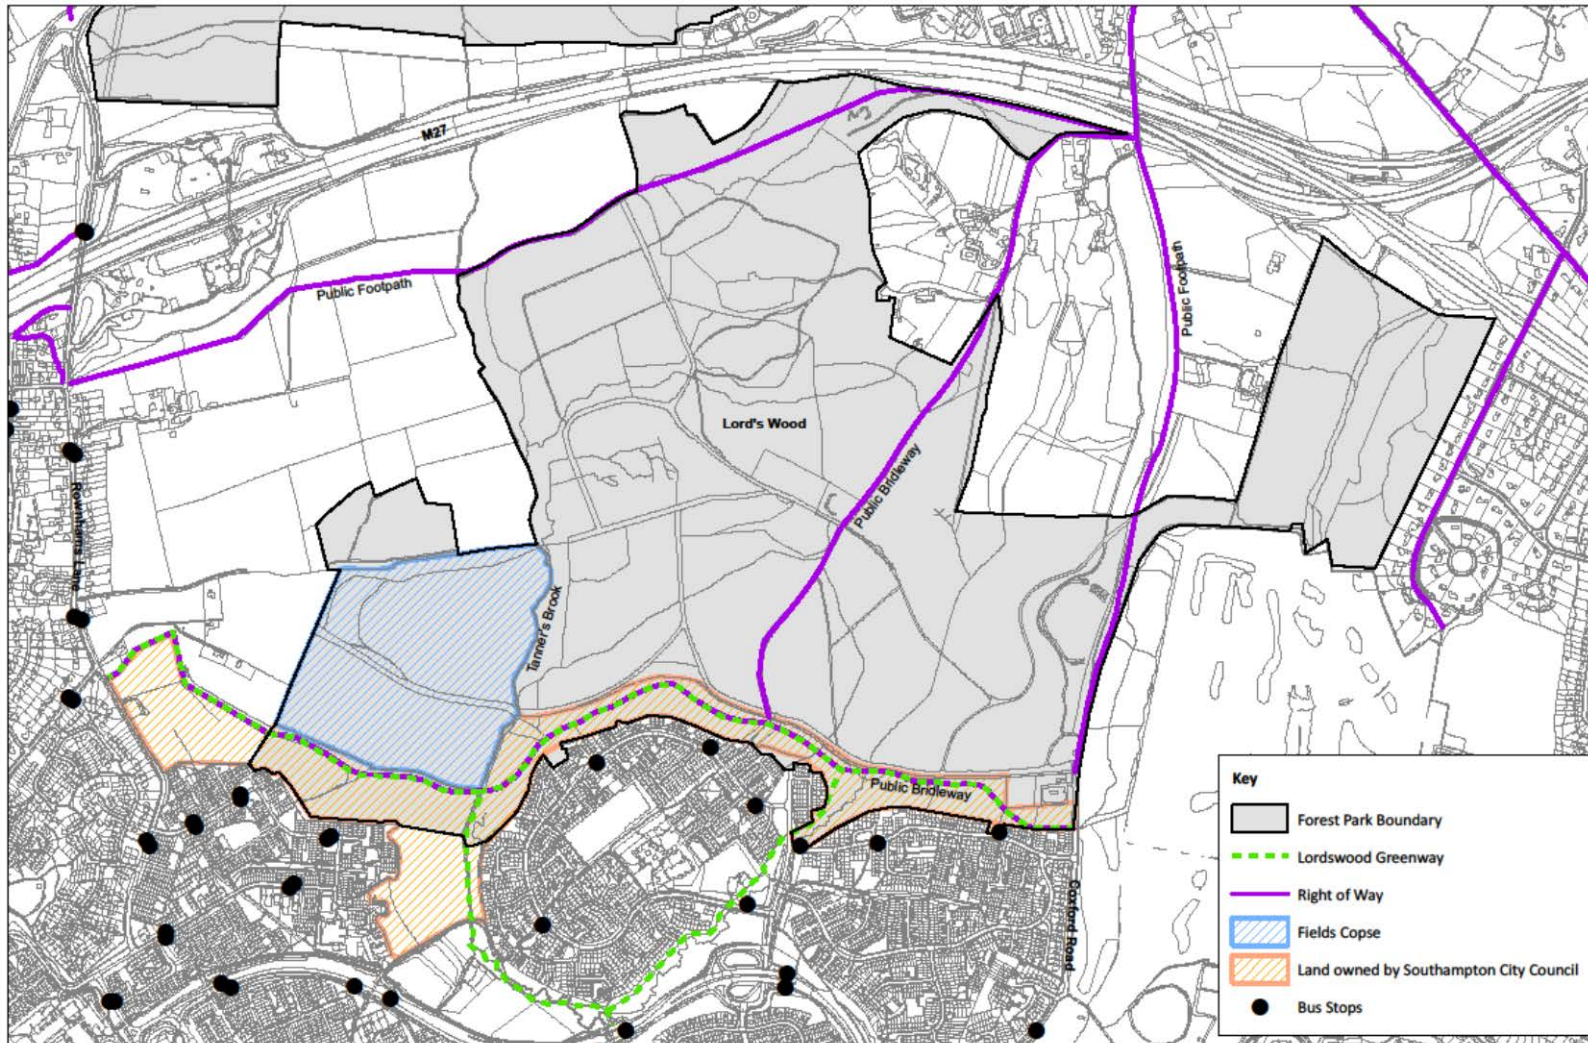 M27
Public Footpath
Public Footpath
Lord's Wood
Public Bridleway
Rownhams Lane
Tanner's Brook
Public Bridleway
Coxford Road
Key
Forest Park Boundary
Lordswood Greenway
Right of Way
Fields Copse
Land owned by Southampton City Council
Bus Stops